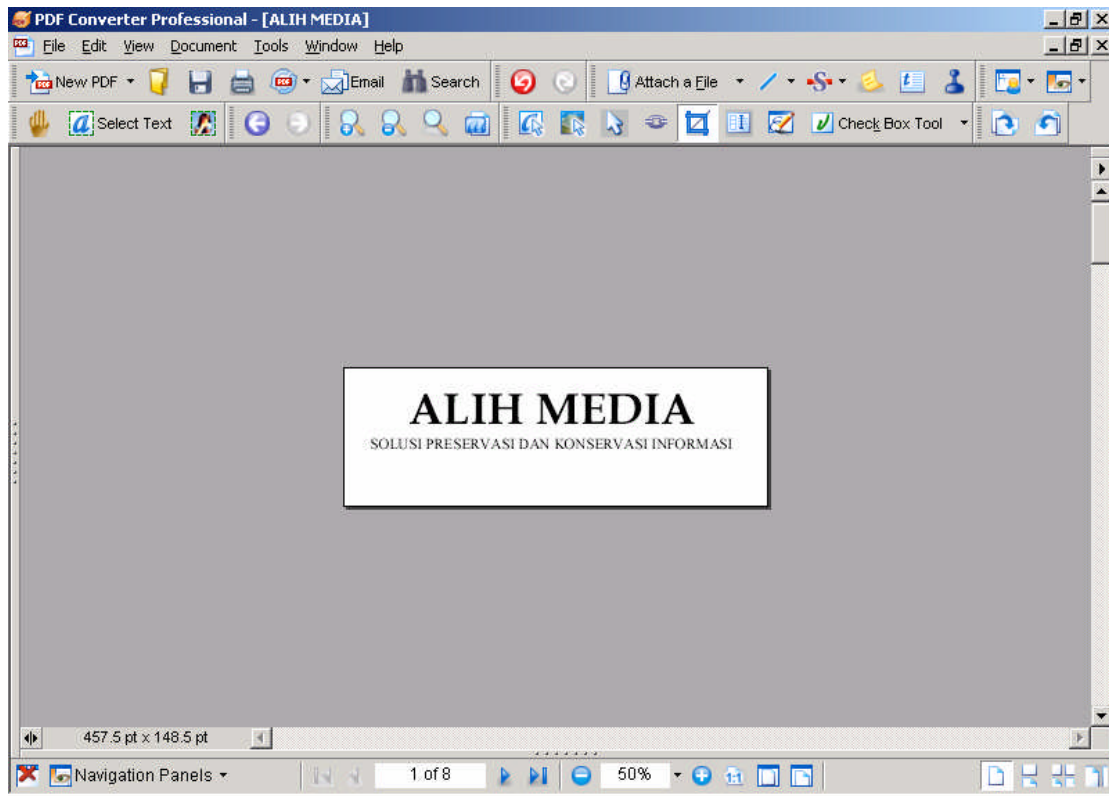 PDF Converter Professional - [ALIH MEDIA]
File Edit View Document Tools Window Help
New PDF Email Search Attach a File
Select Text Check Box Tool
ALIH MEDIA
SOLUSI PRESERVASI DAN KONSERVASI INFORMASI
457.5 pt x 148.5 pt
Navigation Panels 1 of 8 50%